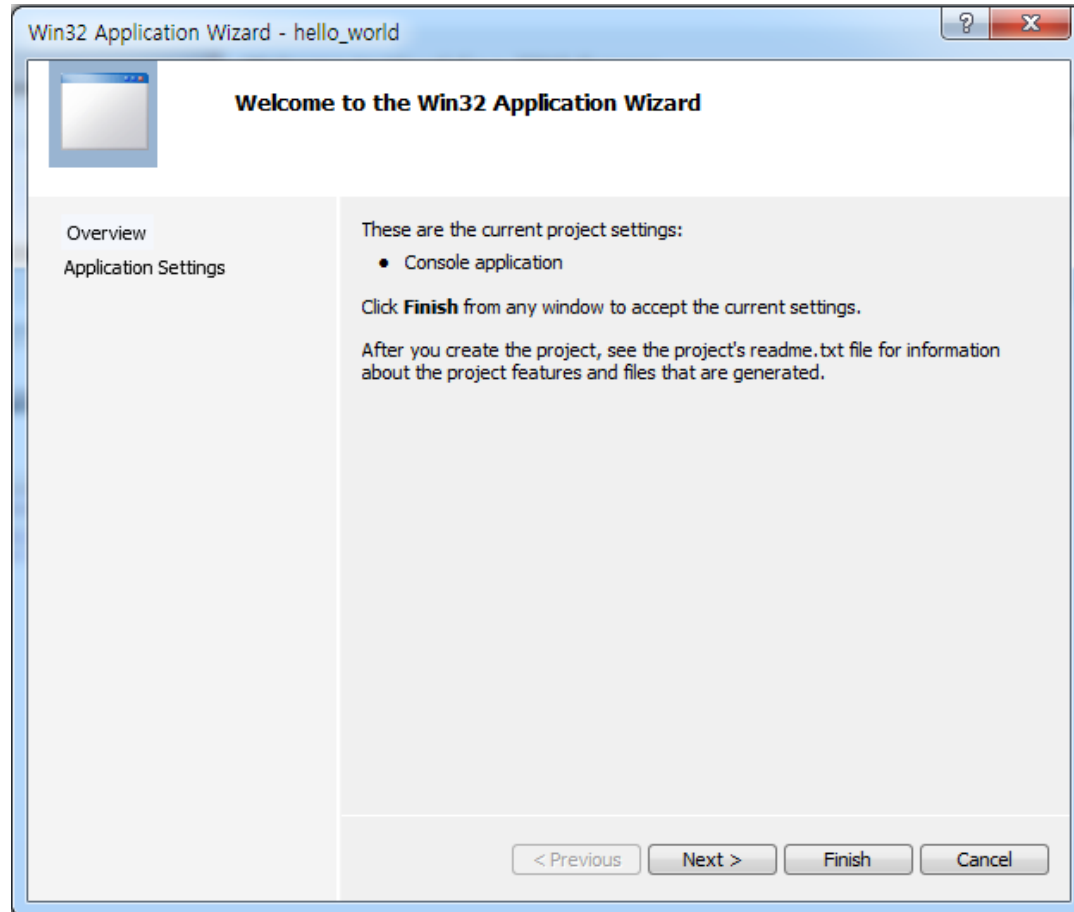 Win32 Application Wizard - hello_world
Welcome to the Win32 Application Wizard
Overview
Application Settings
These are the current project settings:
• Console application
Click Finish from any window to accept the current settings.
After you create the project, see the project's readme.txt file for information
about the project features and files that are generated.
< Previous
Next >
Finish
Cancel